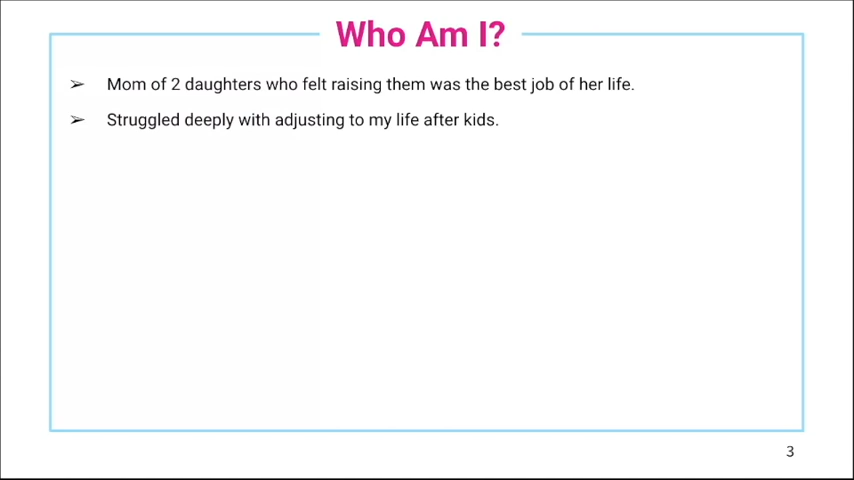 Who Am I?
➢ Mom of 2 daughters who felt raising them was the best job of her life.
➢ Struggled deeply with adjusting to my life after kids.
3